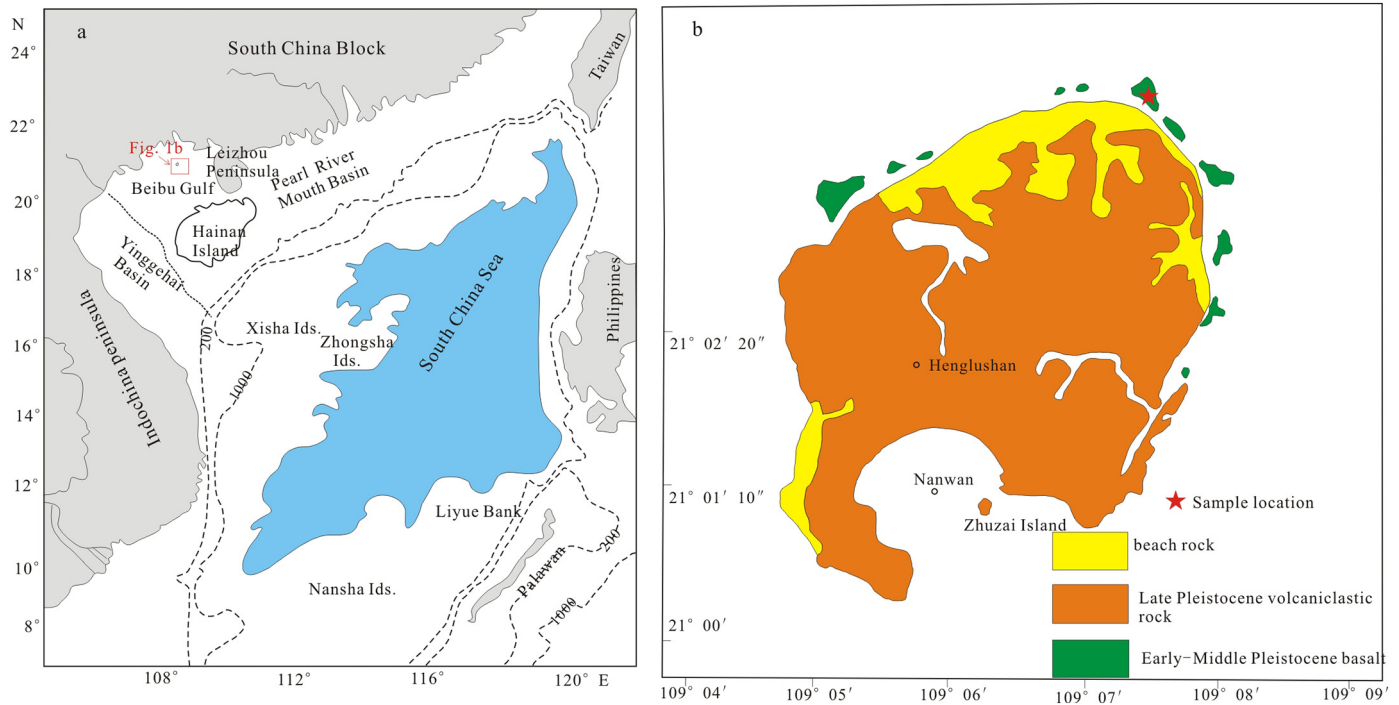 N
a
24°
22°
20°
18°
16°
14°
12°
10°
8°
108°
112°
116°
120° E
South China Block
Taiwan
Fig. 1b
Leizhou
Peninsula
Beibu Gulf
Pearl River
Mouth Basin
Hainan
Island
Yinggehai
Basin
Indochina peninsula
200
1000
Xisha Ids.
Zhongsha
Ids.
South China Sea
Philippines
Liyue Bank
Nansha Ids.
Palawan
200
1000
b
21° 02′ 20″
21° 01′ 10″
21° 00′
109° 04′
109° 05′
109° 06′
109° 07′
109° 08′
109° 09′
Henglushan
Nanwan
Zhuzai Island
Sample location
beach rock
Late Pleistocene volcaniclastic
rock
Early-Middle Pleistocene basalt